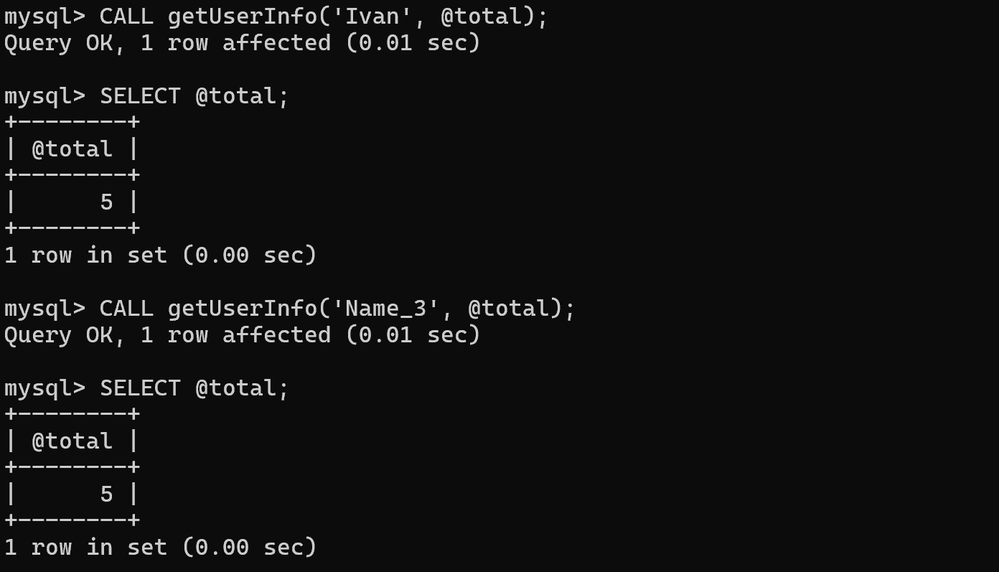 mysql> CALL getUserInfo('Ivan', @total);
Query OK, 1 row affected (0.01 sec)
mysql> SELECT @total;
+--------+
| @total |
+--------+
|      5 |
+--------+
1 row in set (0.00 sec)
mysql> CALL getUserInfo('Name_3', @total);
Query OK, 1 row affected (0.01 sec)
mysql> SELECT @total;
+--------+
| @total |
+--------+
|      5 |
+--------+
1 row in set (0.00 sec)